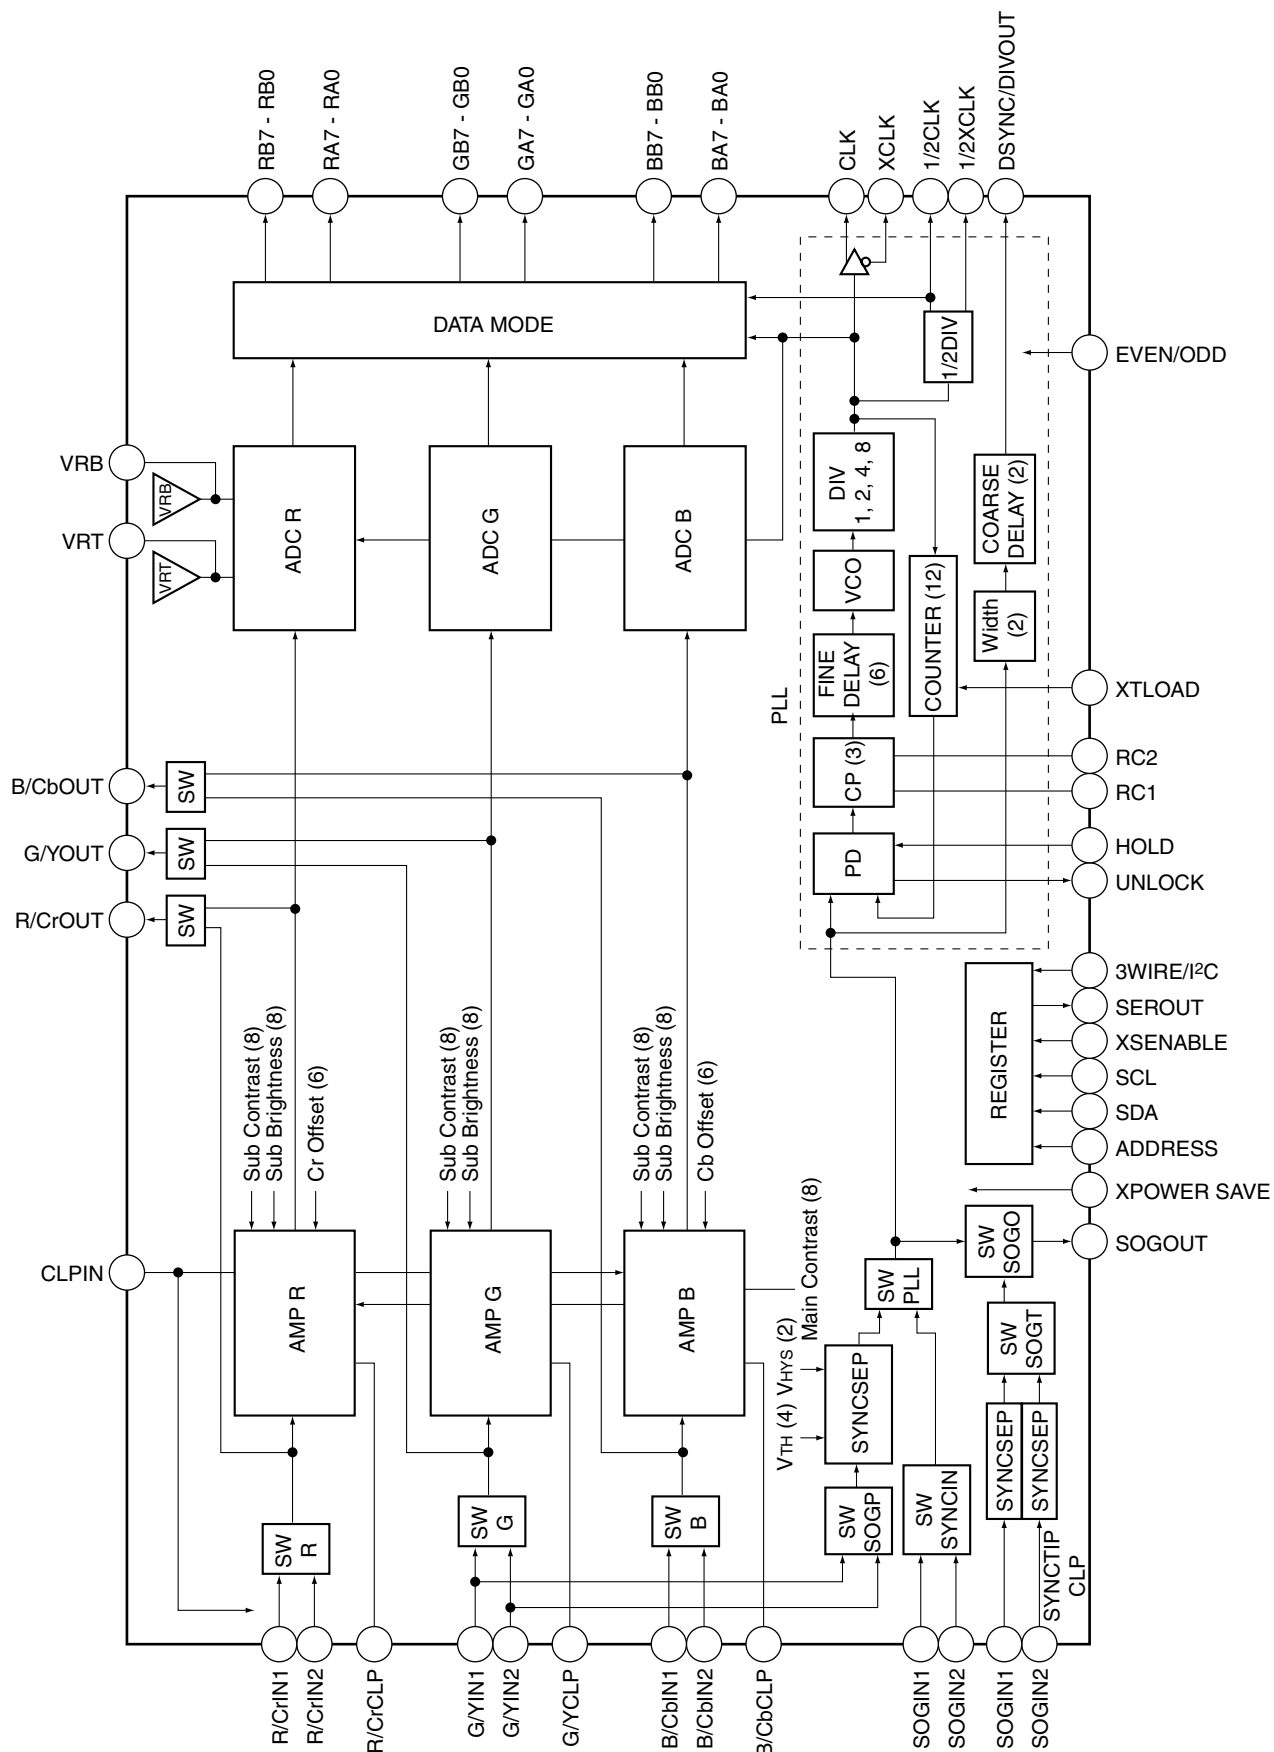 RB7 - RB0
RA7 - RA0
GB7 - GB0
GA7 - GA0
BB7 - BB0
BA7 - BA0
CLK
XCLK
1/2CLK
1/2XCLK
DSYNC/DIVOUT
DATA MODE
1/2DIV
EVEN/ODD
VRB
VRB
VRT
VRT
ADC R
ADC G
ADC B
DIV
1, 2, 4, 8
COARSE
DELAY (2)
VCO
COUNTER (12)
Width
(2)
FINE
DELAY
(6)
PLL
XTLOAD
CP (3)
RC2
RC1
PD
HOLD
UNLOCK
B/CbOUT
SW
G/YOUT
SW
R/CrOUT
SW
Sub Contrast (8)
Sub Brightness (8)
Cr Offset (6)
Sub Contrast (8)
Sub Brightness (8)
Sub Contrast (8)
Sub Brightness (8)
Cb Offset (6)
REGISTER
3WIRE/I²C
SEROUT
XSENABLE
SCL
SDA
ADDRESS
XPOWER SAVE
CLPIN
AMP R
AMP G
AMP B
Main Contrast (8)
SW
PLL
SW
SOGO
SOGOUT
VTH (4)
VHYS (2)
SYNCSEP
SW
SOGT
SW
R
SW
G
SW
B
SW
SOGP
SW
SYNCIN
SYNCSEP
SYNCSEP
SYNCTIP
CLP
R/CrIN1
R/CrIN2
R/CrCLP
G/YIN1
G/YIN2
G/YCLP
B/CbIN1
B/CbIN2
B/CbCLP
SOGIN1
SOGIN2
SOGIN1
SOGIN2